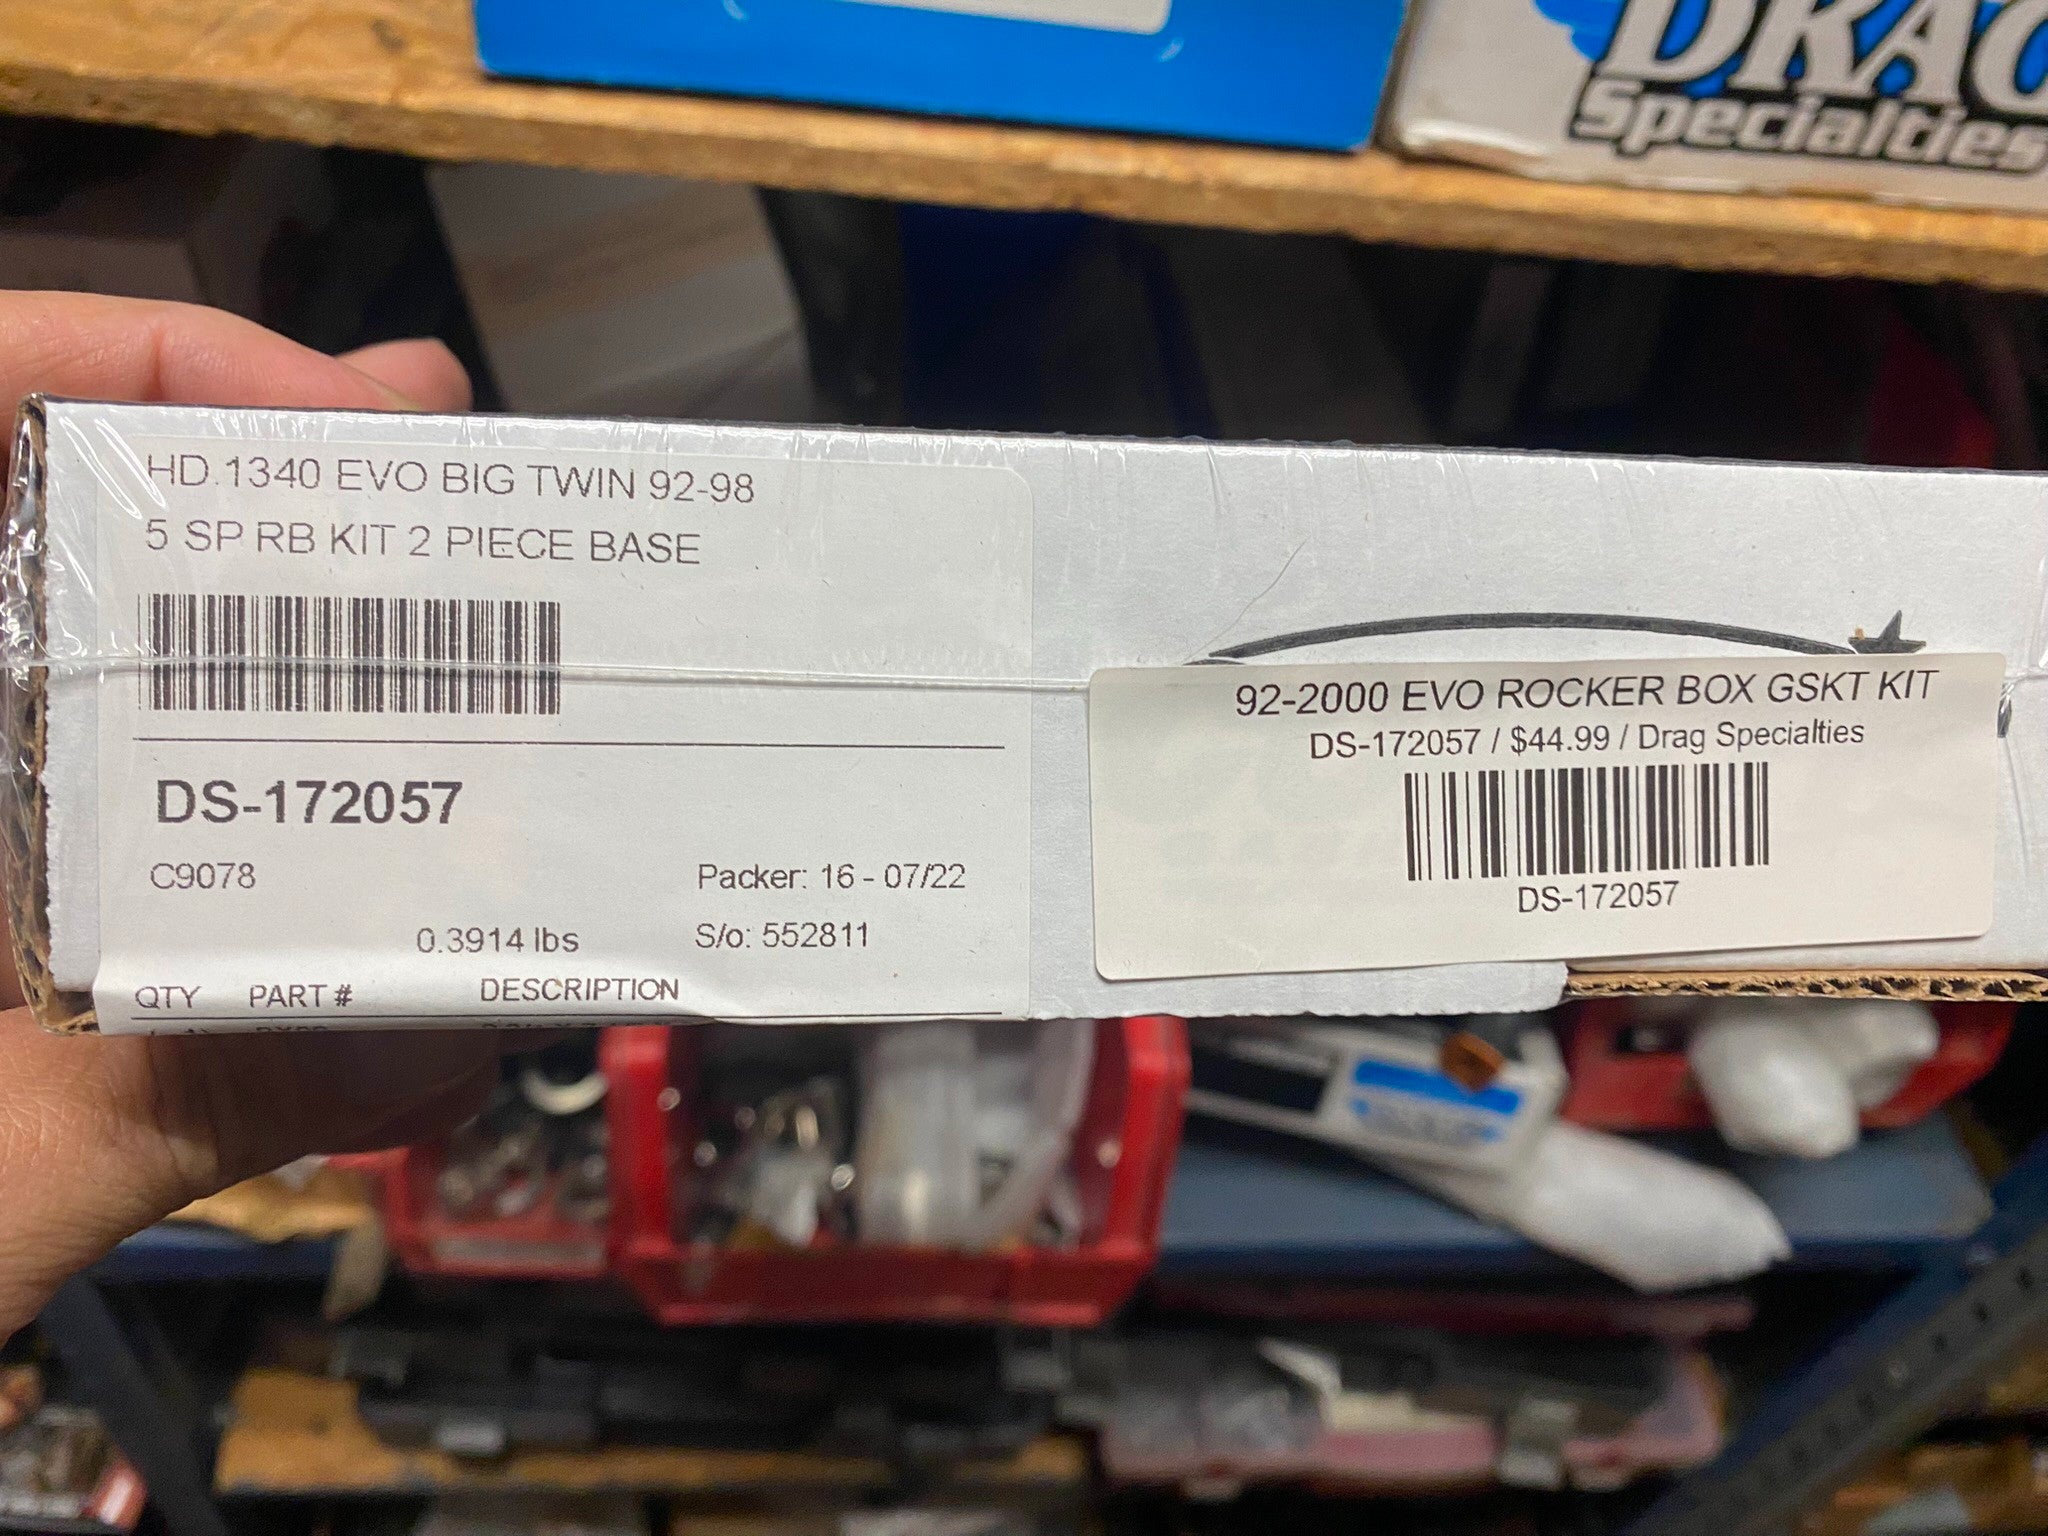 DRAG
Specialties
HD.1340 EVO BIG TWIN 92-98
5 SP RB KIT 2 PIECE BASE
DS-172057
C9078
Packer: 16 - 07/22
0.3914 lbs
S/o: 552811
QTY PART # DESCRIPTION
92-2000 EVO ROCKER BOX GSKT KIT
DS-172057 / $44.99 / Drag Specialties
DS-172057